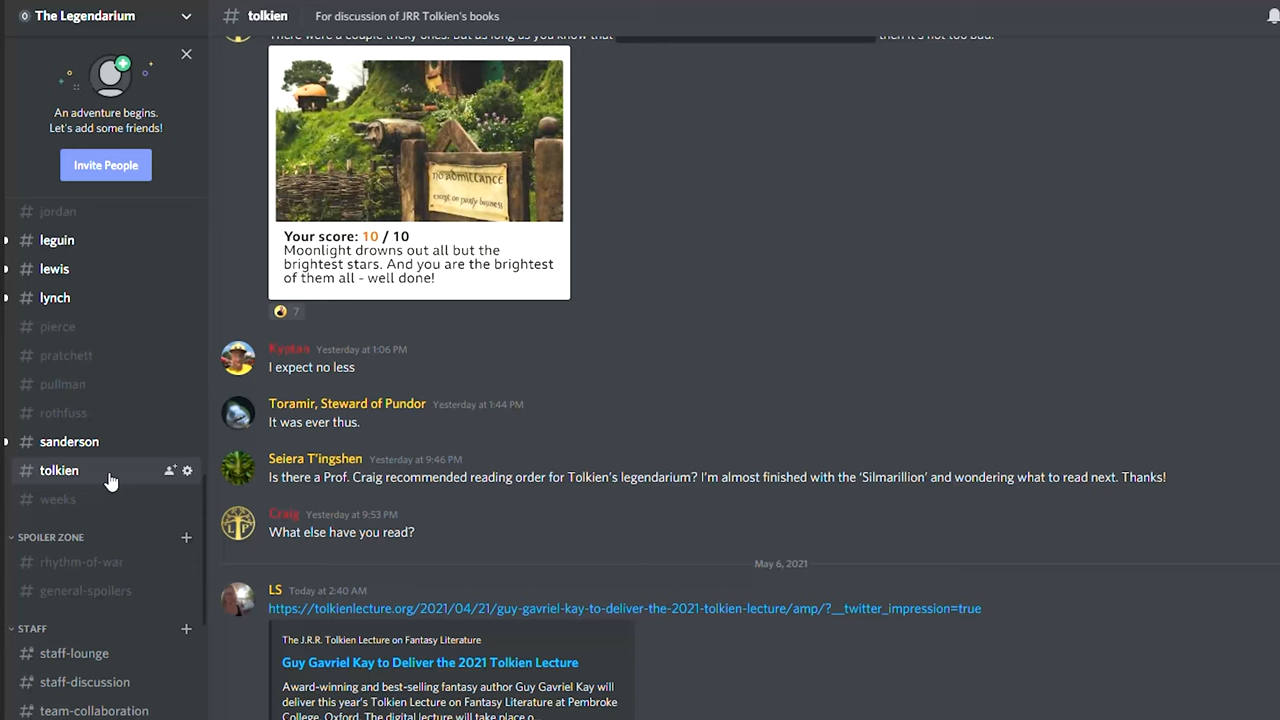 The Legendarium
# tolkien For discussion of JRR Tolkien's books
An adventure begins.
Let's add some friends!
Invite People
# jordan
# leguin
# lewis
# lynch
# pierce
# pratchett
# pullman
# rothfuss
# sanderson
# tolkien
# weeks
SPOILER ZONE
# rhythm-of-war
# general-spoilers
STAFF
# staff-lounge
# staff-discussion
team-collaboration
There were a couple tricky ones. But as long as you know that then it's not too bad.
no admittance
except on party business
Your score: 10 / 10
Moonlight drowns out all but the
brightest stars. And you are the brightest
of them all - well done!
7
Kyptan Yesterday at 1:06 PM
I expect no less
Toramir, Steward of Pundor Yesterday at 1:44 PM
It was ever thus.
Seiera T'ingshen Yesterday at 9:46 PM
Is there a Prof. Craig recommended reading order for Tolkien's legendarium? I'm almost finished with the 'Silmarillion' and wondering what to read next. Thanks!
Craig Yesterday at 9:53 PM
LP
What else have you read?
May 6, 2021
LS Today at 2:40 AM
https://tolkienlecture.org/2021/04/21/guy-gavriel-kay-to-deliver-the-2021-tolkien-lecture/amp/?__twitter_impression=true
The J.R.R. Tolkien Lecture on Fantasy Literature
Guy Gavriel Kay to Deliver the 2021 Tolkien Lecture
Award-winning and best-selling fantasy author Guy Gavriel Kay will
deliver this year's Tolkien Lecture on Fantasy Literature at Pembroke
College, Oxford. The digital lecture will take place o...